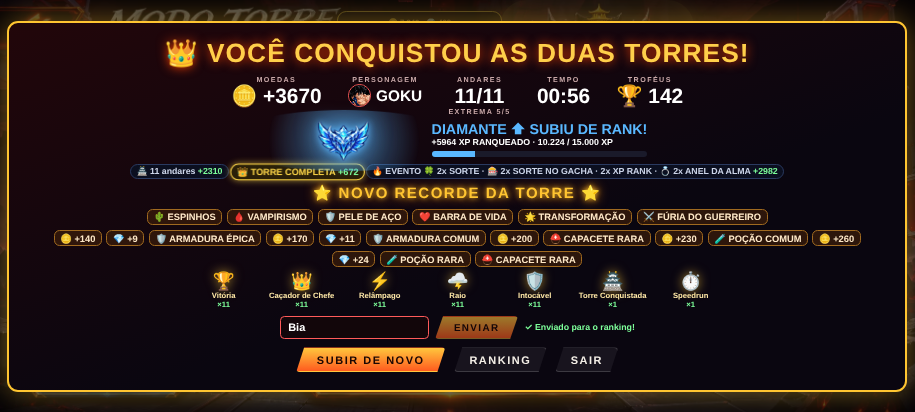 MODO TORRE
VOCÊ CONQUISTOU AS DUAS TORRES!
MOEDAS PERSONAGEM ANDARES TEMPO TROFÉUS
+3670 GOKU 11/11 00:56 142
EXTREMA 5/5
DIAMANTE SUBIU DE RANK!
+5964 XP RANQUEADO · 10.224 / 15.000 XP
11 andares +2310 TORRE COMPLETA +672 EVENTO 2x SORTE · 2x SORTE NO GACHA · 2x XP RANK · 2x ANEL DA ALMA +2982
NOVO RECORDE DA TORRE
ESPINHOS VAMPIRISMO PELE DE AÇO BARRA DE VIDA TRANSFORMAÇÃO FÚRIA DO GUERREIRO
+140 +9 ARMADURA ÉPICA +170 +11 ARMADURA COMUM +200 CAPACETE RARA +230 POÇÃO COMUM +260
+24 POÇÃO RARA CAPACETE RARA
Vitória Caçador de Chefe Relâmpago Raio Intocável Torre Conquistada Speedrun
×11 ×11 ×11 ×11 ×11 ×1 ×1
Bia ENVIAR ✓ Enviado para o ranking!
SUBIR DE NOVO RANKING SAIR